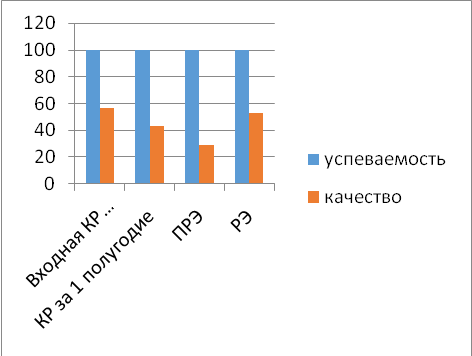 120
100
80
60
40
20
0
Входная КР ...
КР за 1 полугодие
ПРЭ
РЭ
успеваемость
качество